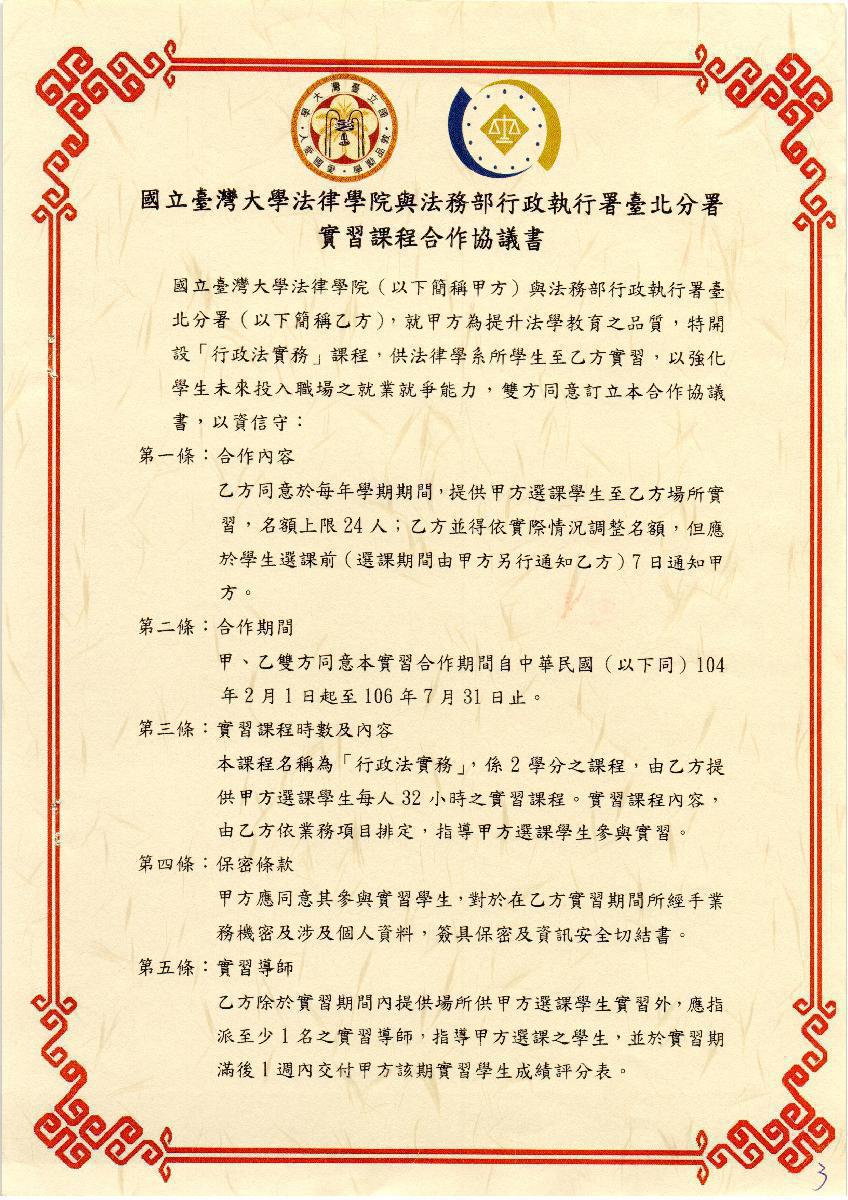 國立臺灣大學
國立臺灣大學法律學院與法務部行政執行署臺北分署
實習課程合作協議書
國立臺灣大學法律學院（以下簡稱甲方）與法務部行政執行署臺
北分署（以下簡稱乙方），就甲方為提升法學教育之品質，特開
設「行政法實務」課程，供法律學系所學生至乙方實習，以強化
學生未來投入職場之就業就爭能力，雙方同意訂立本合作協議
書，以資信守：
第一條：合作內容
乙方同意於每年學期期間，提供甲方選課學生至乙方場所實
習，名額上限24人；乙方並得依實際情況調整名額，但應
於學生選課前（選課期間由甲方另行通知乙方）7日通知甲
方。
第二條：合作期間
甲、乙雙方同意本實習合作期間自中華民國（以下同）104
年2月1日起至106年7月31日止。
第三條：實習課程時數及內容
本課程名稱為「行政法實務」，係2學分之課程，由乙方提
供甲方選課學生每人32小時之實習課程。實習課程內容，
由乙方依業務項目排定，指導甲方選課學生參與實習。
第四條：保密條款
甲方應同意其參與實習學生，對於在乙方實習期間所經手業
務機密及涉及個人資料，簽具保密及資訊安全切結書。
第五條：實習導師
乙方除於實習期間內提供場所供甲方選課學生實習外，應指
派至少1名之實習導師，指導甲方選課之學生，並於實習期
滿後1週內交付甲方該期實習學生成績評分表。
3